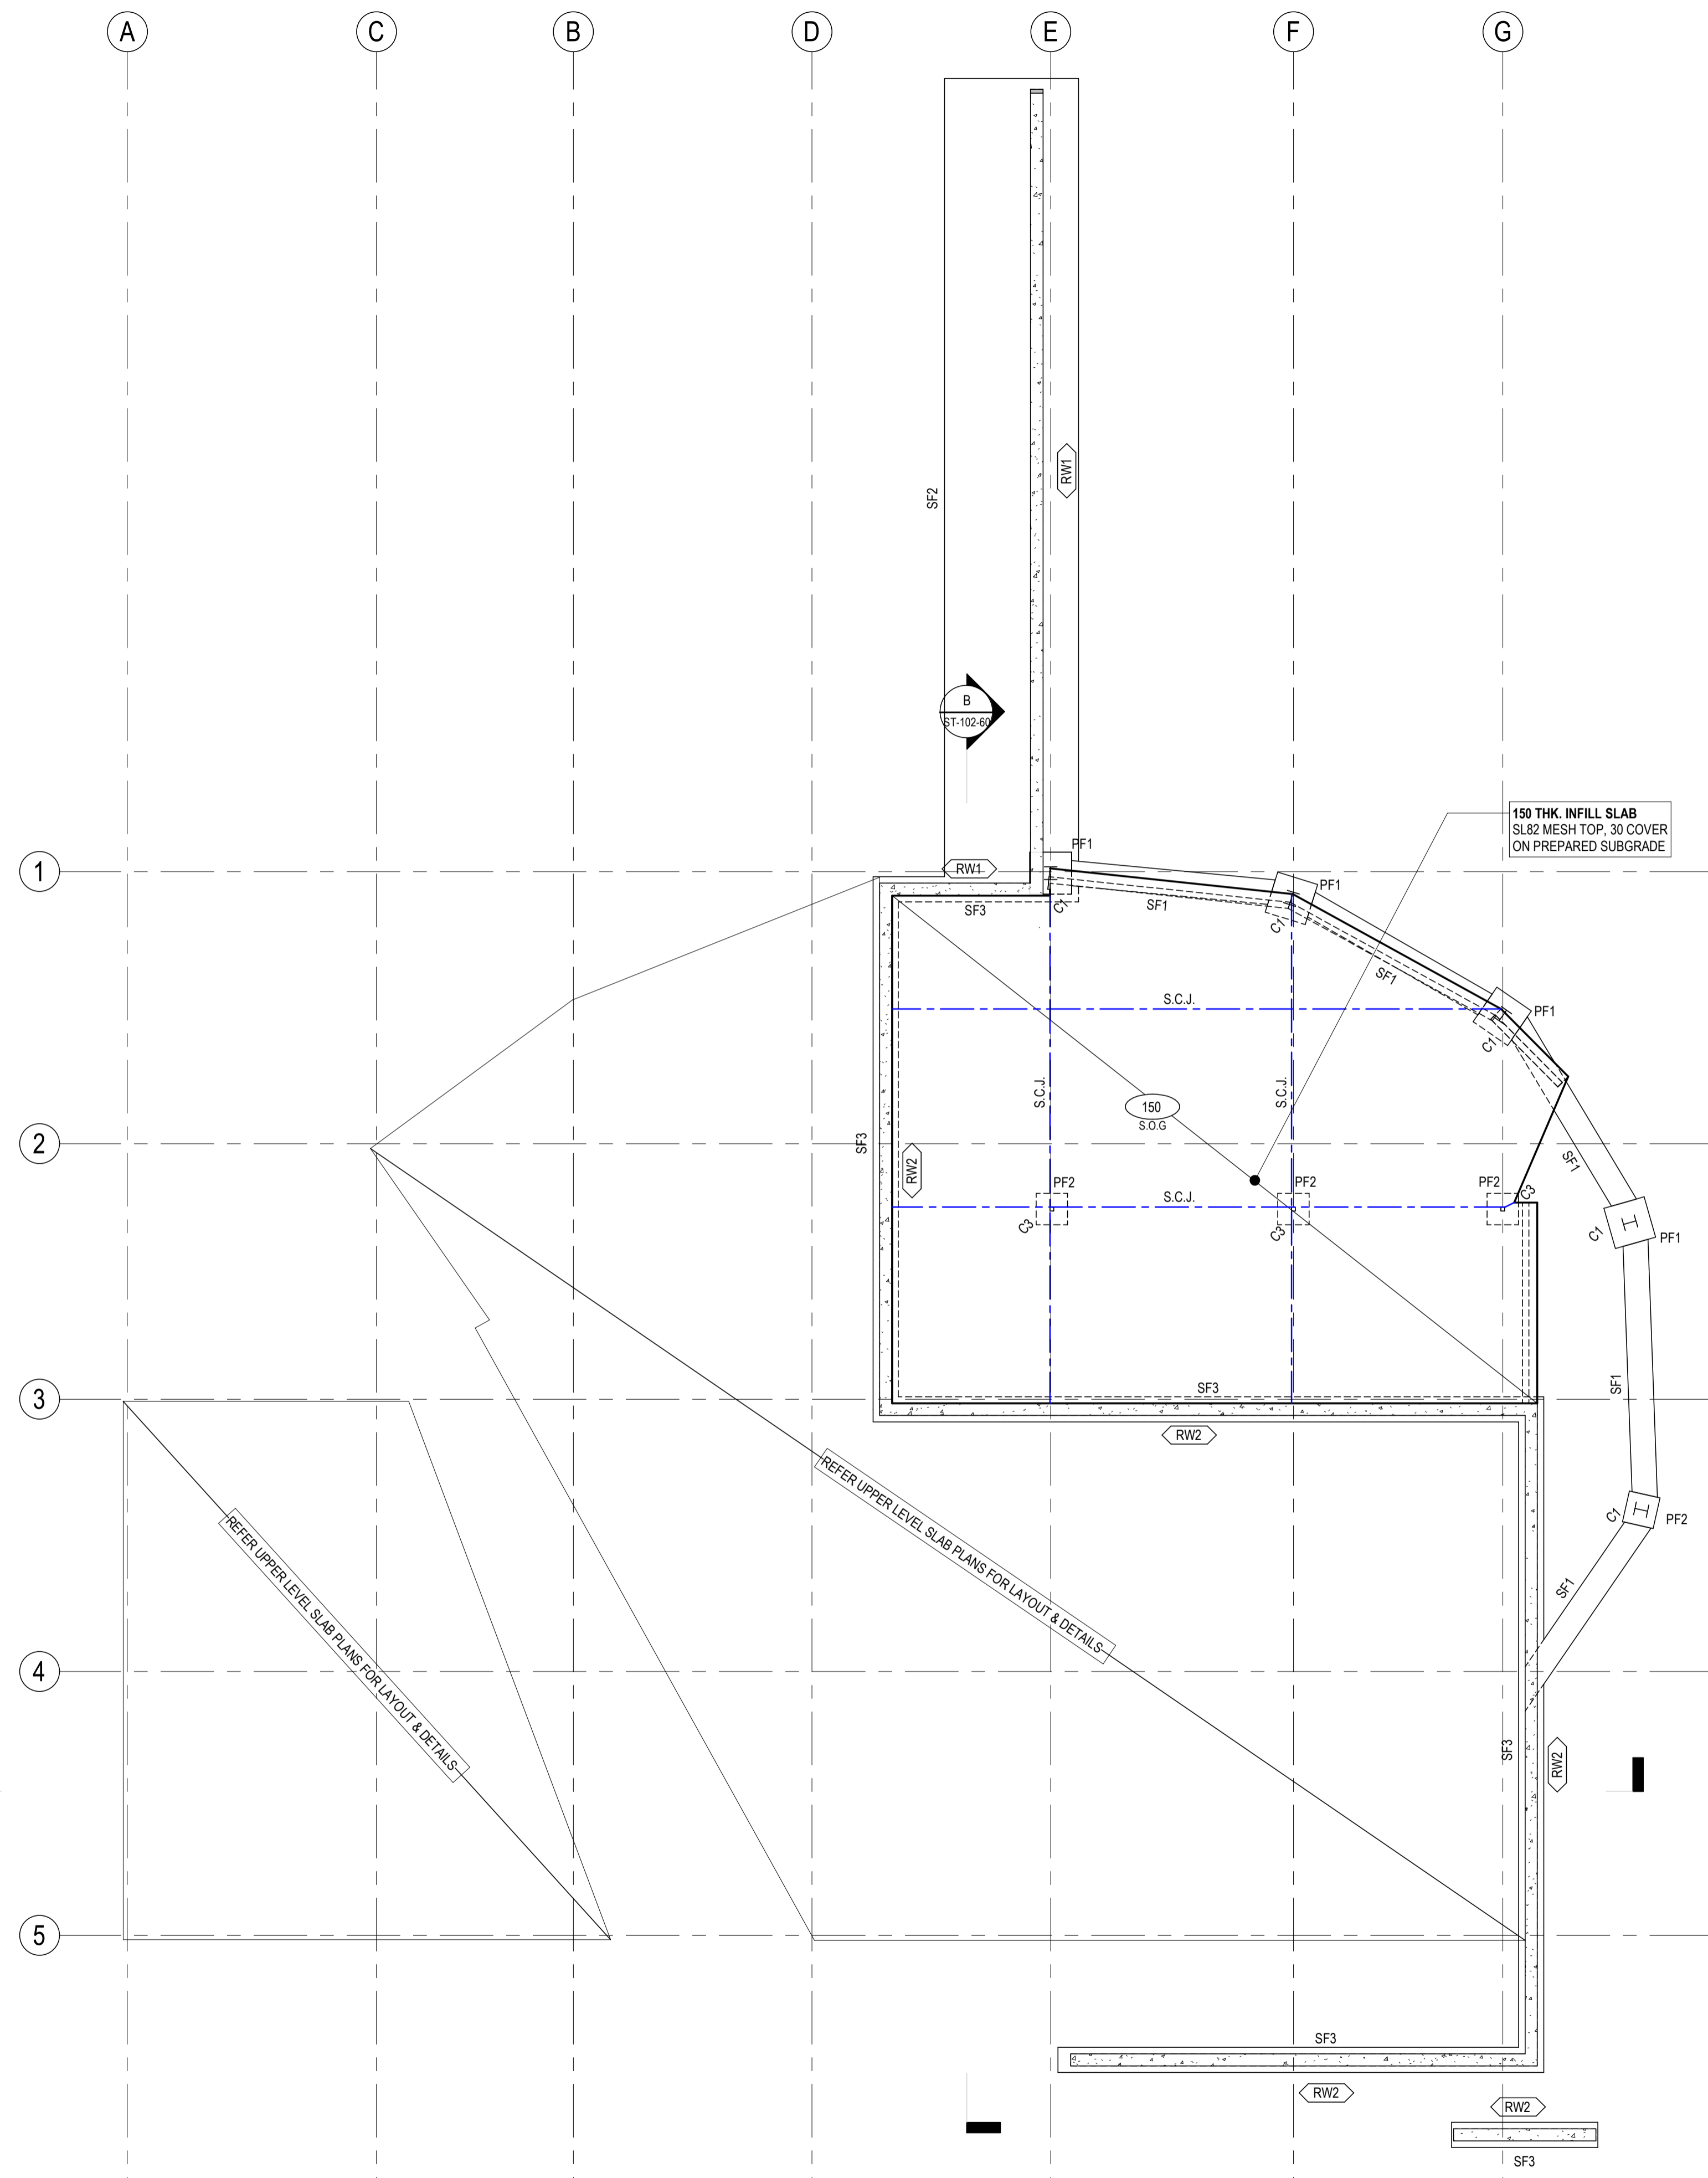 A
C
B
D
E
F
G
SF2
RW1
B
ST-102-60
150 THK. INFILL SLAB
SL82 MESH TOP, 30 COVER
ON PREPARED SUBGRADE
1
RW1
PF1
SF3
C1
SF1
PF1
C1
SF1
PF1
C1
S.C.J.
S.C.J.
S.C.J.
150
S.O.G
2
SF3
RW2
SF1
PF2
S.C.J.
PF2
PF2
C3
C3
C3
C1
PF1
3
SF3
SF1
RW2
REFER UPPER LEVEL SLAB PLANS FOR LAYOUT & DETAILS
REFER UPPER LEVEL SLAB PLANS FOR LAYOUT & DETAILS
C1
PF2
SF1
4
SF3
RW2
5
SF3
RW2
RW2
SF3